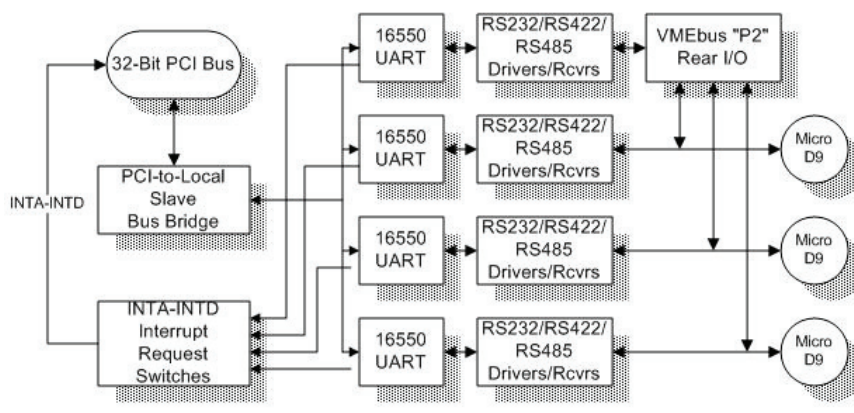 32-Bit PCI Bus
PCI-to-Local
Slave
Bus Bridge
INTA-INTD
INTA-INTD
Interrupt
Request
Switches
16550
UART
RS232/RS422/
RS485
Drivers/Rcvrs
VMEbus "P2"
Rear I/O
16550
UART
RS232/RS422/
RS485
Drivers/Rcvrs
Micro
D9
16550
UART
RS232/RS422/
RS485
Drivers/Rcvrs
Micro
D9
16550
UART
RS232/RS422/
RS485
Drivers/Rcvrs
Micro
D9